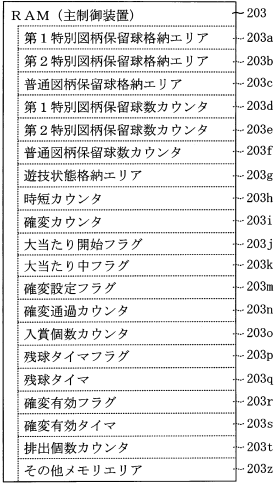 RAM（主制御装置） 203
第1特別図柄保留球格納エリア 203a
第2特別図柄保留球格納エリア 203b
普通図柄保留球格納エリア 203c
第1特別図柄保留球数カウンタ 203d
第2特別図柄保留球数カウンタ 203e
普通図柄保留球数カウンタ 203f
遊技状態格納エリア 203g
時短カウンタ 203h
確変カウンタ 203i
大当たり開始フラグ 203j
大当たり中フラグ 203k
確変設定フラグ 203m
確変通過カウンタ 203n
入賞個数カウンタ 203o
残球タイマフラグ 203p
残球タイマ 203q
確変有効フラグ 203r
確変有効タイマ 203s
排出個数カウンタ 203t
その他メモリエリア 203z